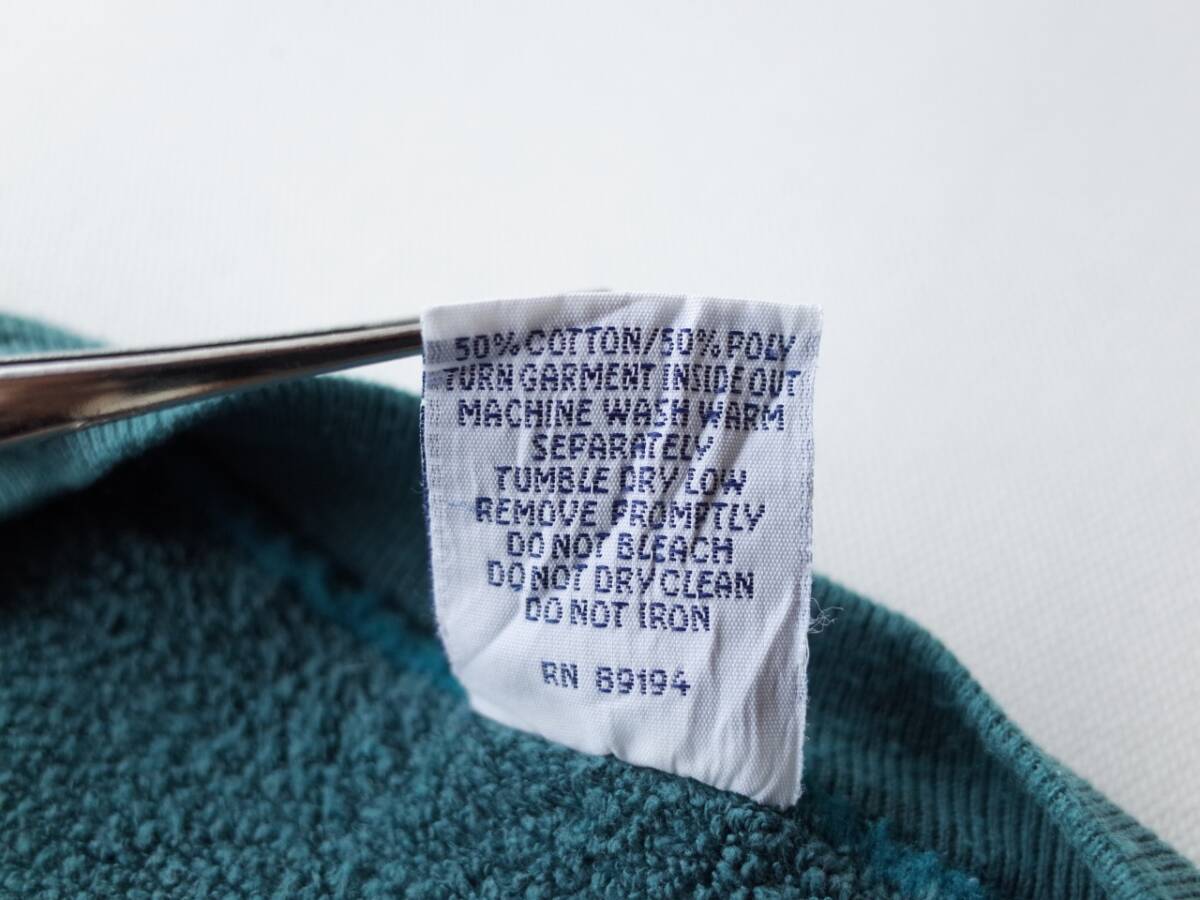 50% COTTON/50% POLY
TURN GARMENT INSIDE OUT
MACHINE WASH WARM
SEPARATELY
TUMBLE DRY LOW
REMOVE PROMPTLY
DO NOT BLEACH
DO NOT DRY CLEAN
DO NOT IRON
RN 89194